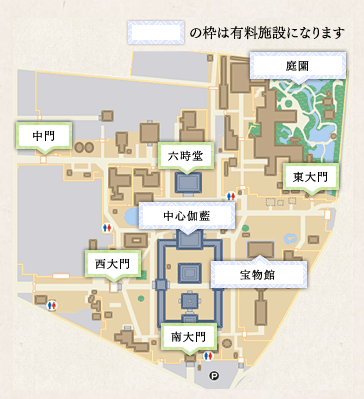 の枠は有料施設になります
庭園
中門
六時堂
東大門
中心伽藍
西大門
宝物館
南大門
P